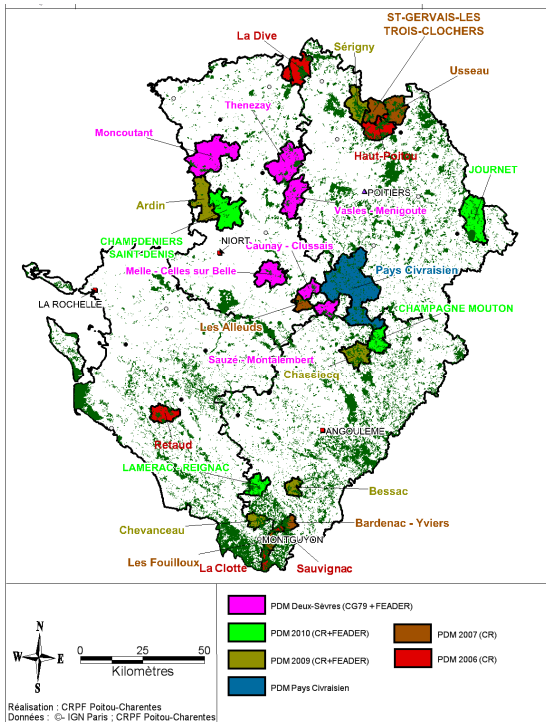 ST-GERVAIS-LES
TROIS-CLOCHERS
La Dive
Sérigny
Usseau
Thenezay
Moncoutant
Haut-Poitou
JOURNET
POITIERS
Ardin
Vasles - Menigoute
CHAMPDENIERS
SAINT-DENIS
NIORT
Caunay - Clussais
Melle - Celles sur Belle
Pays Civraisien
LA ROCHELLE
CHAMPAGNE MOUTON
Les Alleuds
Sauzé - Montalembert
Chassiecq
Retaud
ANGOULEME
LAMERAC - REIGNAC
Bessac
Chevanceau
Bardenac - Yviers
MONTGUYON
Les Fouilloux
La Clotte
Sauvignac
PDM Deux-Sèvres (CG79 + FEADER)
PDM 2010 (CR+FEADER)
PDM 2007 (CR)
PDM 2009 (CR+FEADER)
PDM 2006 (CR)
PDM Pays Civraisien
N
W E
S
0 50
Kilomètres
Réalisation : CRPF Poitou-Charentes
Données : ©- IGN Paris ; CRPF Poitou-Charentes